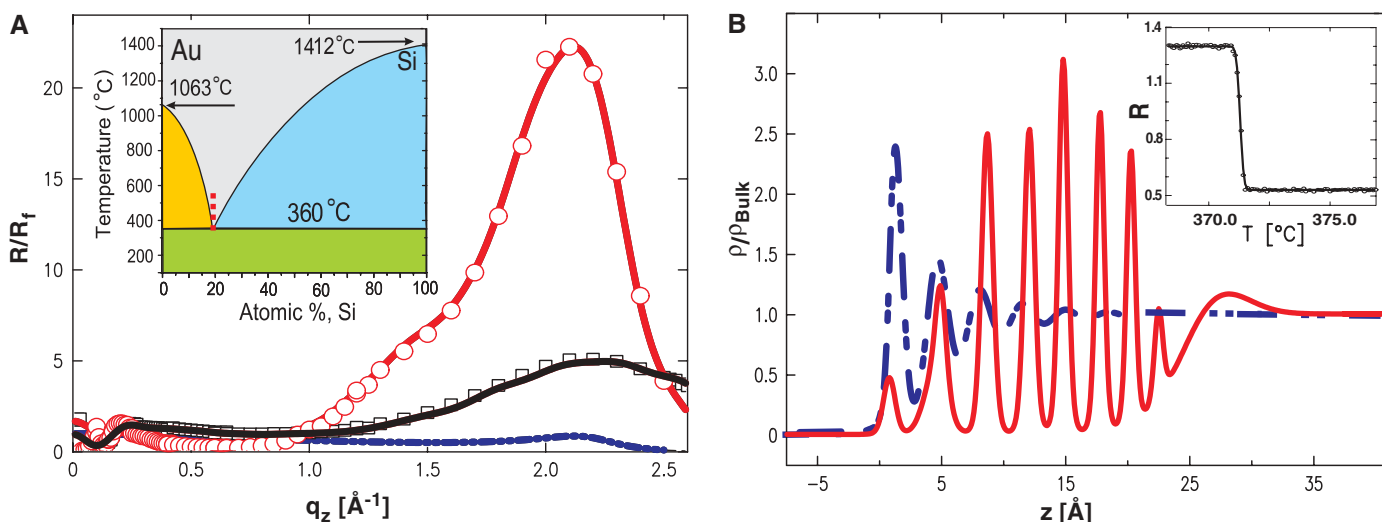 A
R/R_f
20
15
10
5
0
0.0
0.5
1.0
1.5
2.0
2.5
q_z [Å⁻¹]
Temperature (°C)
1400
1200
1000
800
600
400
200
Au
1412°C
Si
1063°C
360°C
0
20
40
60
80
100
Atomic %, Si
B
ρ/ρ_Bulk
3.0
2.5
2.0
1.5
1.0
0.5
0
-5
5
15
25
35
z [Å]
R
1.4
1.1
0.8
0.5
370.0
375.0
T [°C]